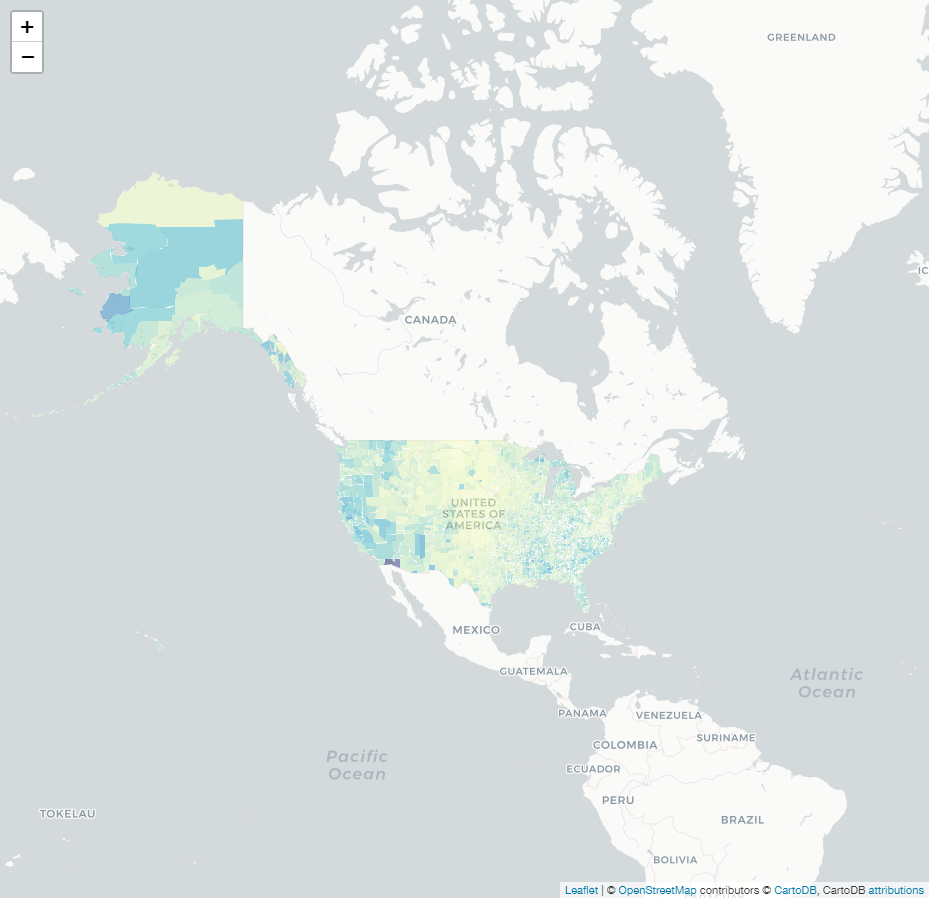 +
−
GREENLAND
IC
CANADA
UNITED
STATES OF
AMERICA
MEXICO
CUBA
GUATEMALA
Atlantic
Ocean
PANAMA
VENEZUELA
SURINAME
COLOMBIA
Pacific
Ocean
ECUADOR
PERU
TOKELAU
BRAZIL
BOLIVIA
Leaflet | © OpenStreetMap contributors © CartoDB, CartoDB attributions